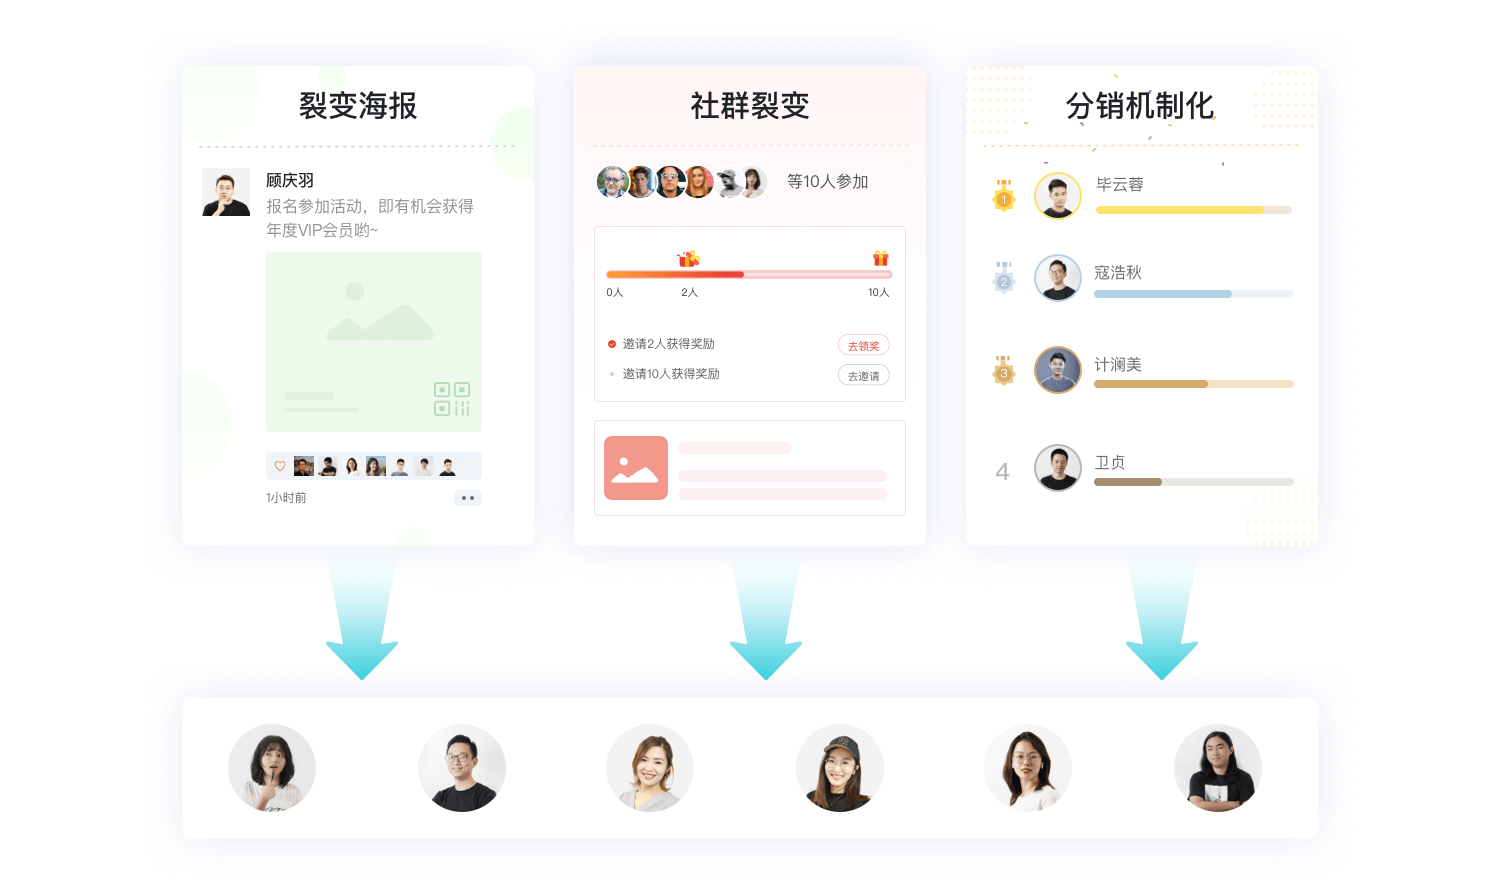 裂变海报
顾庆羽
报名参加活动，即有机会获得
年度VIP会员哟~
1小时前
社群裂变
等10人参加
0人
2人
10人
邀请2人获得奖励
去领奖
邀请10人获得奖励
去邀请
分销机制化
1
毕云蓉
2
寇浩秋
3
计澜美
4
卫贞